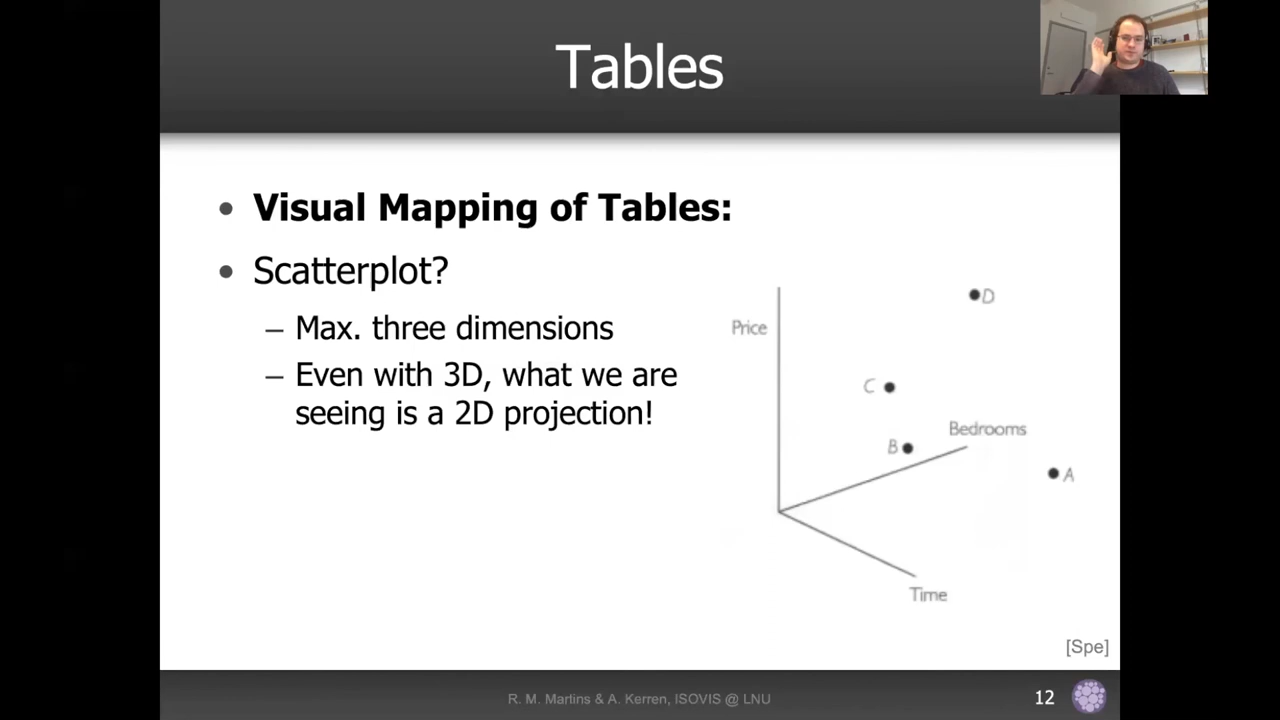 Tables
Visual Mapping of Tables:
Scatterplot?
– Max. three dimensions
– Even with 3D, what we are
seeing is a 2D projection!
Price
D
C
Bedrooms
B
A
Time
[Spe]
R. M. Martins & A. Kerren, ISOVIS @ LNU
12